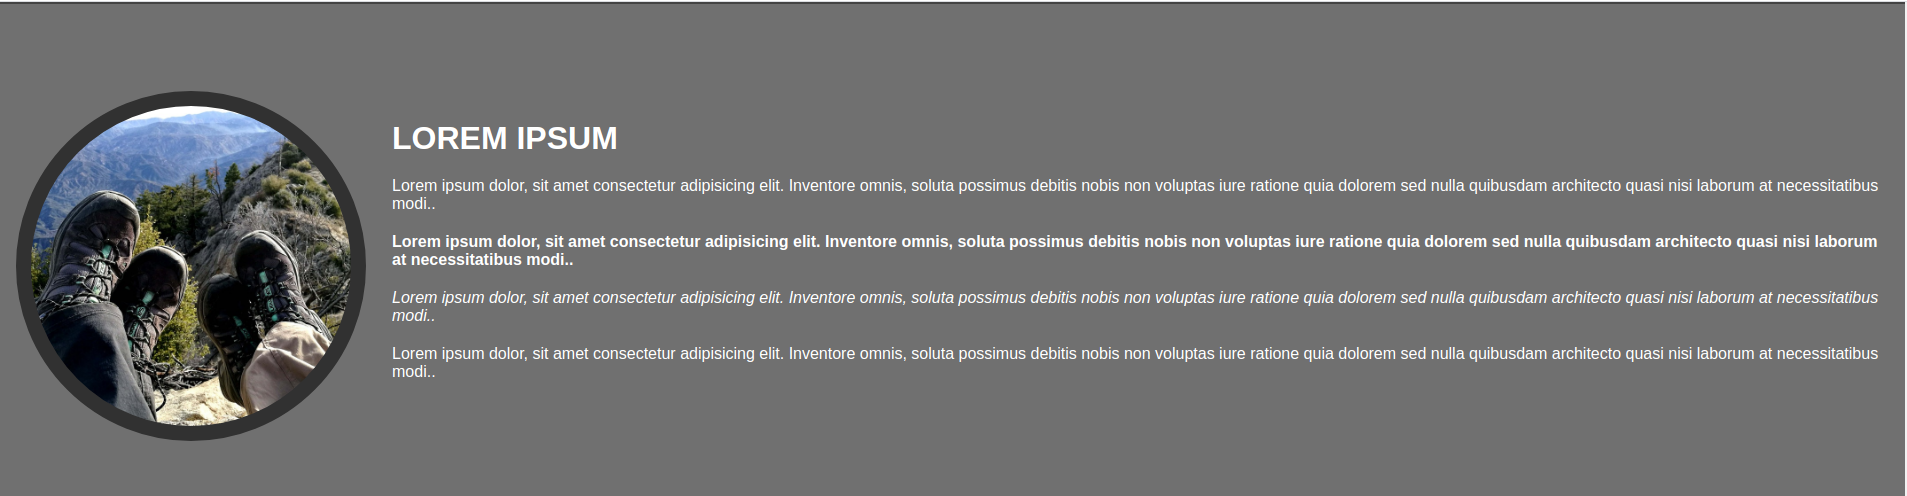 LOREM IPSUM
Lorem ipsum dolor, sit amet consectetur adipisicing elit. Inventore omnis, soluta possimus debitis nobis non voluptas iure ratione quia dolorem sed nulla quibusdam architecto quasi nisi laborum at necessitatibus
modi..
Lorem ipsum dolor, sit amet consectetur adipisicing elit. Inventore omnis, soluta possimus debitis nobis non voluptas iure ratione quia dolorem sed nulla quibusdam architecto quasi nisi laborum
at necessitatibus modi..
Lorem ipsum dolor, sit amet consectetur adipisicing elit. Inventore omnis, soluta possimus debitis nobis non voluptas iure ratione quia dolorem sed nulla quibusdam architecto quasi nisi laborum at necessitatibus
modi..
Lorem ipsum dolor, sit amet consectetur adipisicing elit. Inventore omnis, soluta possimus debitis nobis non voluptas iure ratione quia dolorem sed nulla quibusdam architecto quasi nisi laborum at necessitatibus
modi..